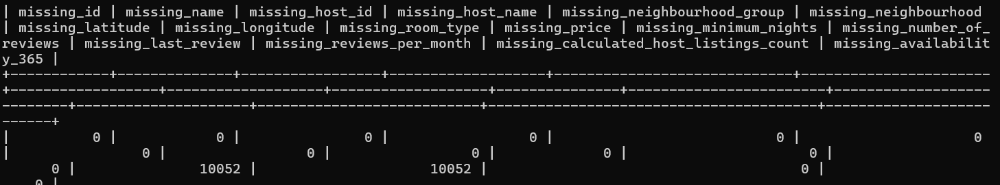 | missing_id | missing_name | missing_host_id | missing_host_name | missing_neighbourhood_group | missing_neighbourhood
| missing_latitude | missing_longitude | missing_room_type | missing_price | missing_minimum_nights | missing_number_of_
reviews | missing_last_review | missing_reviews_per_month | missing_calculated_host_listings_count | missing_availabilit
y_365 |
+------------+--------------+-----------------+-------------------+-----------------------------+-----------------------
+------------------+-------------------+-------------------+---------------+------------------------+-------------------
--------+---------------------+---------------------------+----------------------------------------+--------------------
------+
|          0 |            0 |               0 |                 0 |                           0 |                     0
|                0 |                 0 |                 0 |             0 |                      0 |
      0 |               10052 |                     10052 |                                      0 |
    0 |